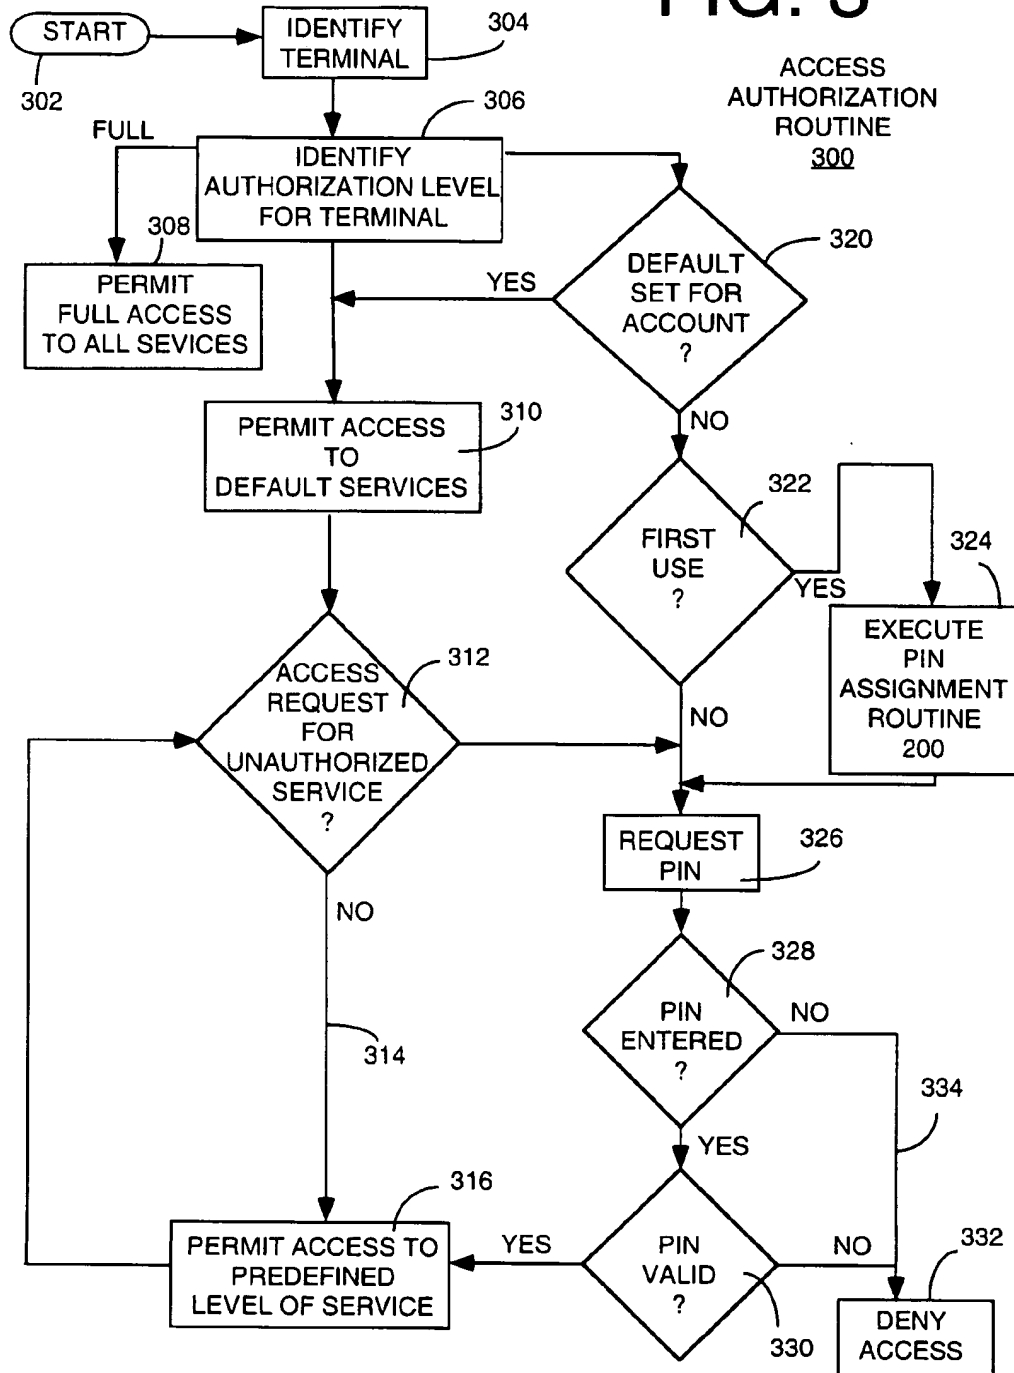 FIG. 3
START
302
IDENTIFY
TERMINAL
304
ACCESS
AUTHORIZATION
ROUTINE
300
306
FULL
IDENTIFY
AUTHORIZATION LEVEL
FOR TERMINAL
308
PERMIT
FULL ACCESS
TO ALL SEVICES
320
DEFAULT
SET FOR
ACCOUNT
?
YES
NO
310
PERMIT ACCESS
TO
DEFAULT SERVICES
322
FIRST
USE
?
YES
NO
324
EXECUTE
PIN
ASSIGNMENT
ROUTINE
200
312
ACCESS
REQUEST
FOR
UNAUTHORIZED
SERVICE
?
NO
314
REQUEST
PIN
326
328
PIN
ENTERED
?
NO
YES
334
316
PERMIT ACCESS TO
PREDEFINED
LEVEL OF SERVICE
YES
PIN
VALID
?
NO
330
332
DENY
ACCESS